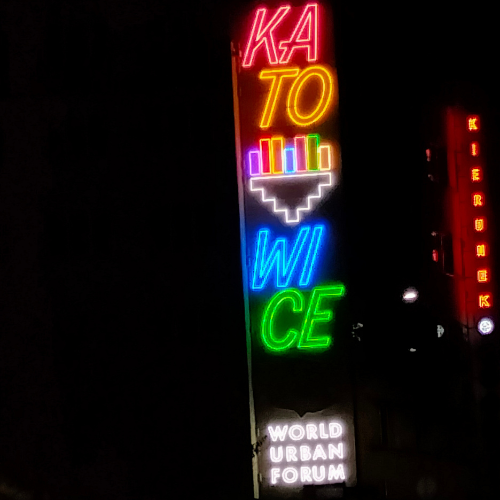 KA
TO
WI
CE
WORLD
URBAN
FORUM
KIERUNEK